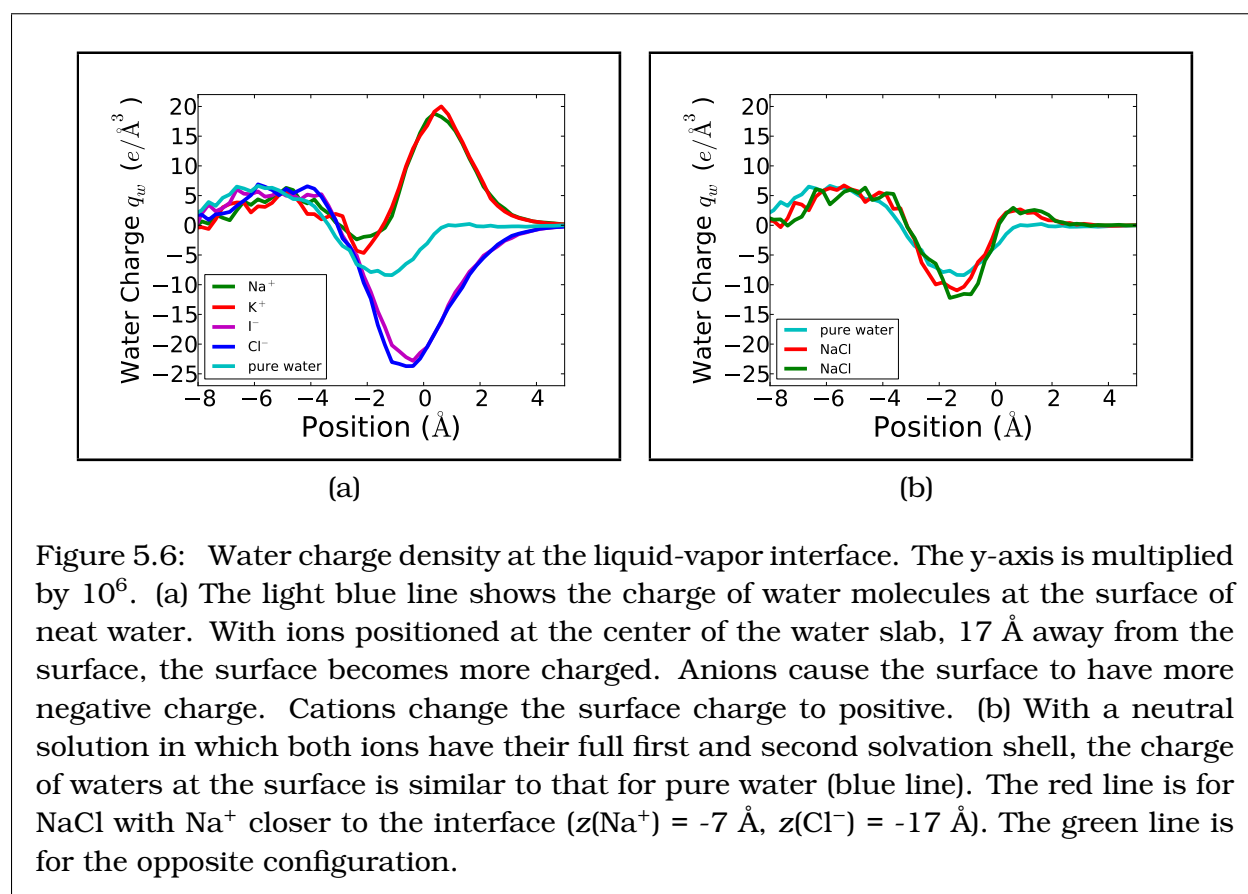 20
15
10
5
0
−5
−10
−15
−20
−25
Water Charge q_w (e/Å³)
Na⁺
K⁺
I⁻
Cl⁻
pure water
−8 −6 −4 −2 0 2 4
Position (Å)
(a)
20
15
10
5
0
−5
−10
−15
−20
−25
Water Charge q_w (e/Å³)
pure water
NaCl
NaCl
−8 −6 −4 −2 0 2 4
Position (Å)
(b)
Figure 5.6: Water charge density at the liquid-vapor interface. The y-axis is multiplied
by 10⁶. (a) The light blue line shows the charge of water molecules at the surface of
neat water. With ions positioned at the center of the water slab, 17 Å away from the
surface, the surface becomes more charged. Anions cause the surface to have more
negative charge. Cations change the surface charge to positive. (b) With a neutral
solution in which both ions have their full first and second solvation shell, the charge
of waters at the surface is similar to that for pure water (blue line). The red line is for
NaCl with Na⁺ closer to the interface (z(Na⁺) = -7 Å, z(Cl⁻) = -17 Å). The green line is
for the opposite configuration.